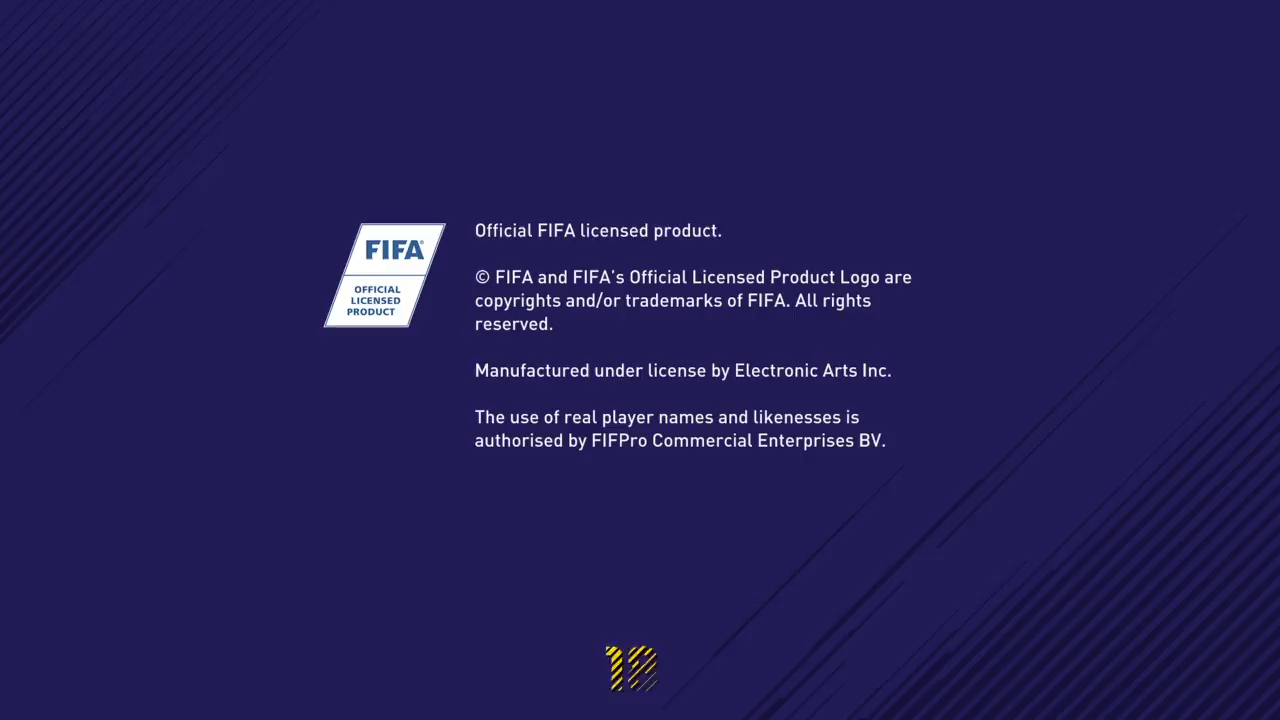 FIFA
OFFICIAL
LICENSED
PRODUCT
Official FIFA licensed product.
© FIFA and FIFA's Official Licensed Product Logo are
copyrights and/or trademarks of FIFA. All rights
reserved.
Manufactured under license by Electronic Arts Inc.
The use of real player names and likenesses is
authorised by FIFPro Commercial Enterprises BV.
18